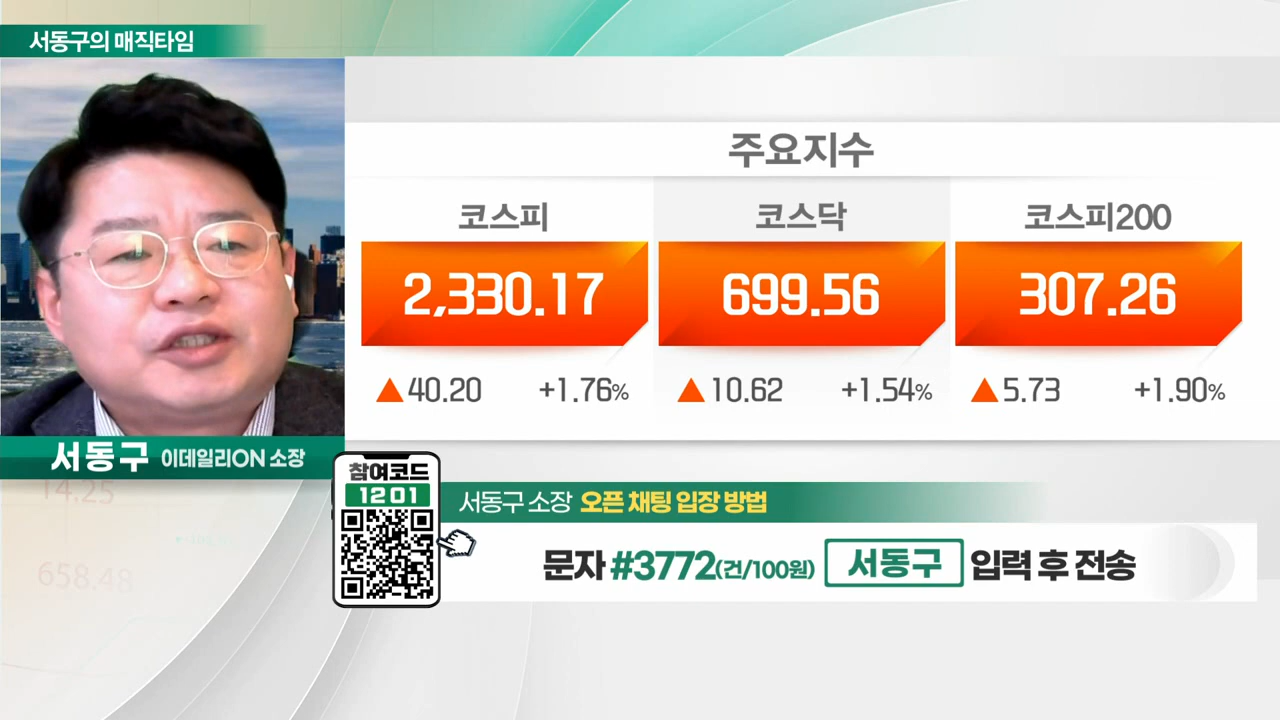 서동구의 매직타임
주요지수
코스피
코스닥
코스피200
2,330.17
699.56
307.26
▲40.20 +1.76%
▲10.62 +1.54%
▲5.73 +1.90%
서동구 이데일리ON 소장
14.25
658.48
참여코드
1201
서동구 소장 오픈 채팅 입장 방법
문자 #3772(건/100원) 서동구 입력 후 전송